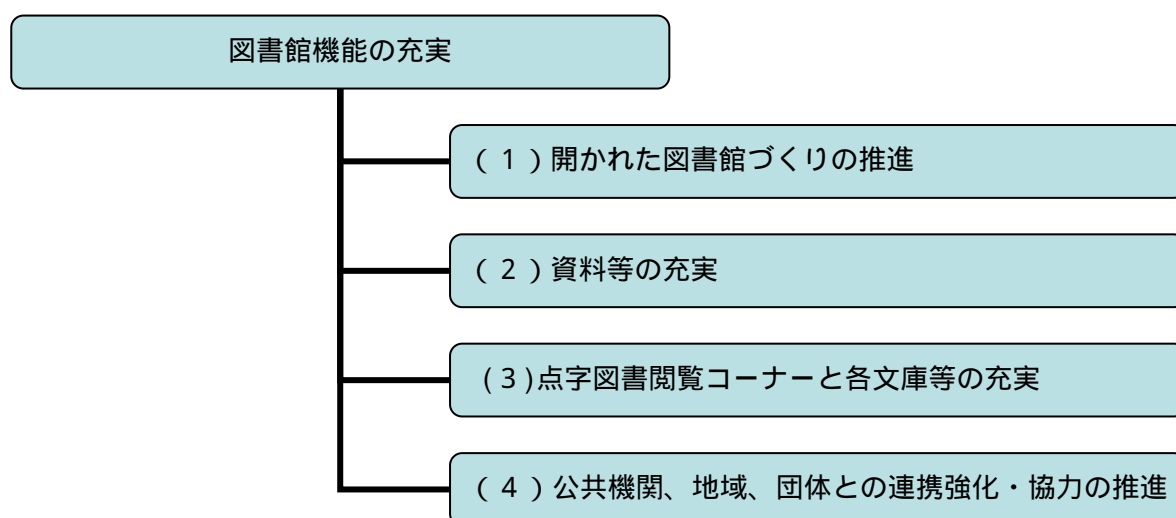 図書館機能の充実
（１）開かれた図書館づくりの推進
（２）資料等の充実
(３)点字図書閲覧コーナーと各文庫等の充実
（４）公共機関、地域、団体との連携強化・協力の推進